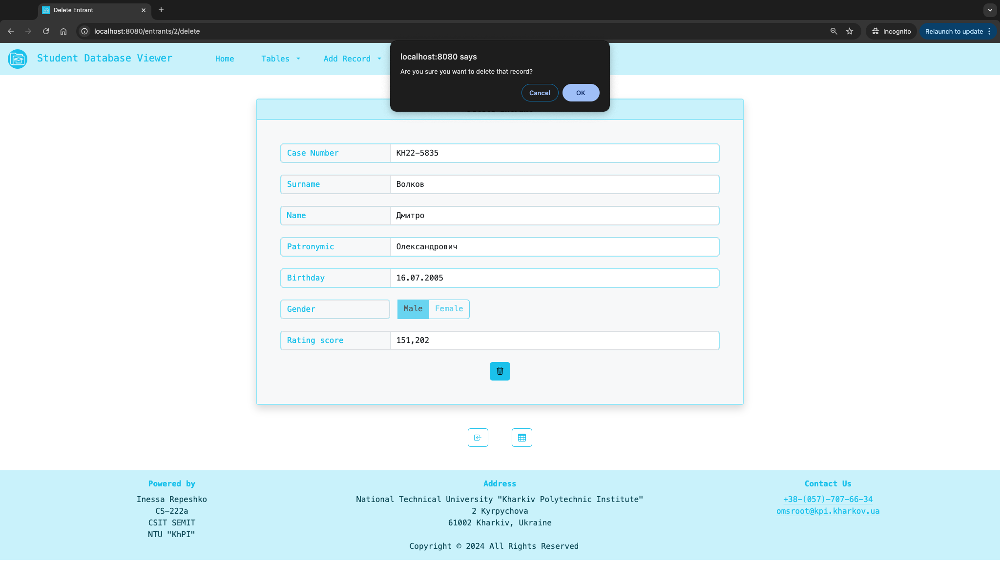 Delete Entrant
localhost:8080/entrants/2/delete
Incognito
Relaunch to update
Student Database Viewer
Home
Tables
Add Record
localhost:8080 says
Are you sure you want to delete that record?
Cancel
OK
Case Number
КН22-5835
Surname
Волков
Name
Дмитро
Patronymic
Олександрович
Birthday
16.07.2005
Gender
Male
Female
Rating score
151,202
Powered by
Inessa Repeshko
CS-222a
CSIT SEMIT
NTU "KhPI"
Address
National Technical University "Kharkiv Polytechnic Institute"
2 Kyrpychova
61002 Kharkiv, Ukraine
Copyright © 2024 All Rights Reserved
Contact Us
+38-(057)-707-66-34
omsroot@kpi.kharkov.ua